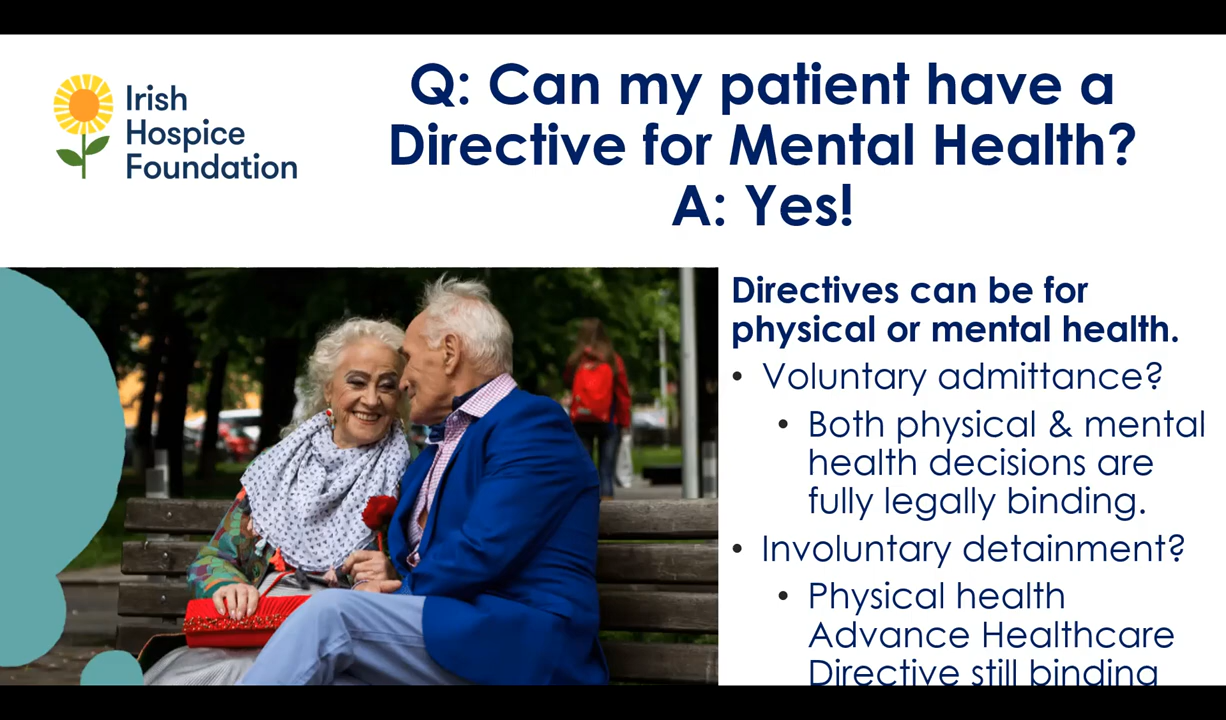 Irish
Hospice
Foundation
Q: Can my patient have a
Directive for Mental Health?
A: Yes!
Directives can be for
physical or mental health.
• Voluntary admittance?
• Both physical & mental
health decisions are
fully legally binding.
• Involuntary detainment?
• Physical health
Advance Healthcare
Directive still binding